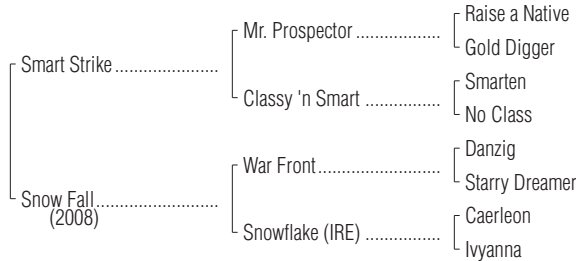 Raise a Native
Mr. Prospector ..................
Gold Digger
Smart Strike ......................
Smarten
Classy 'n Smart ................
No Class
Danzig
War Front..........................
Starry Dreamer
Snow Fall..........................
(2008)
Caerleon
Snowflake (IRE) ................
Ivyanna